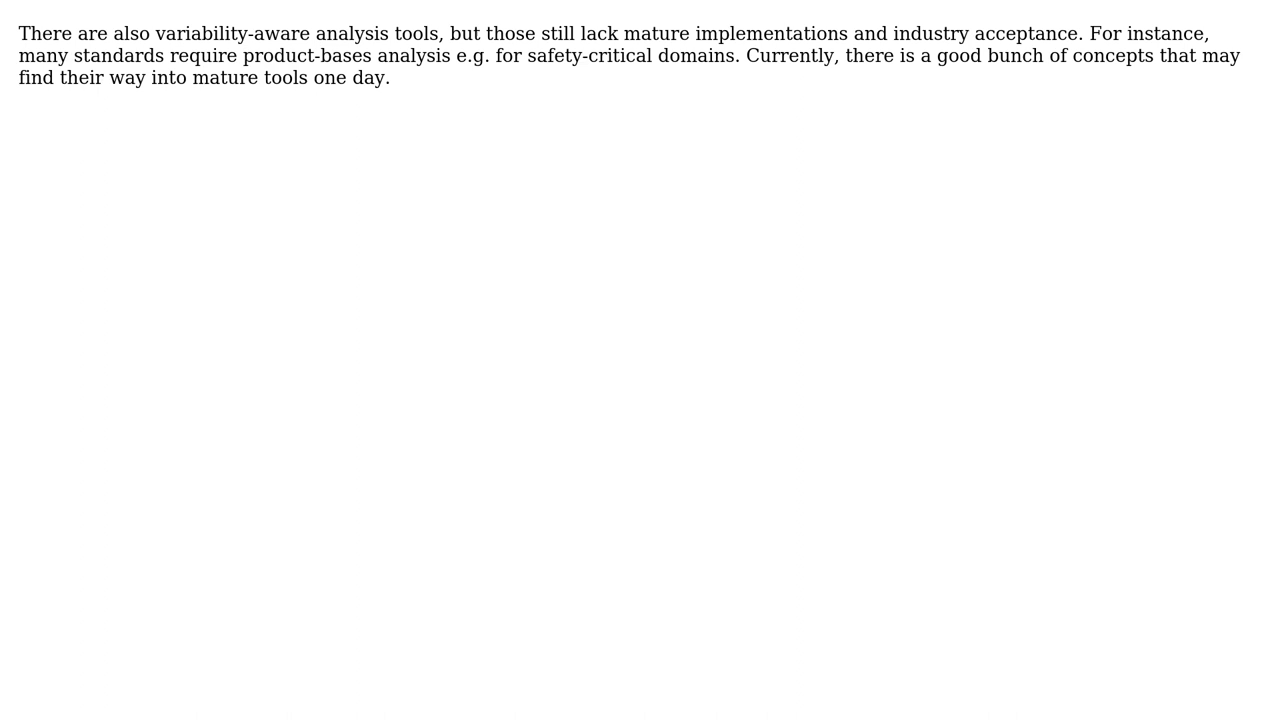 There are also variability-aware analysis tools, but those still lack mature implementations and industry acceptance. For instance,
many standards require product-bases analysis e.g. for safety-critical domains. Currently, there is a good bunch of concepts that may
find their way into mature tools one day.